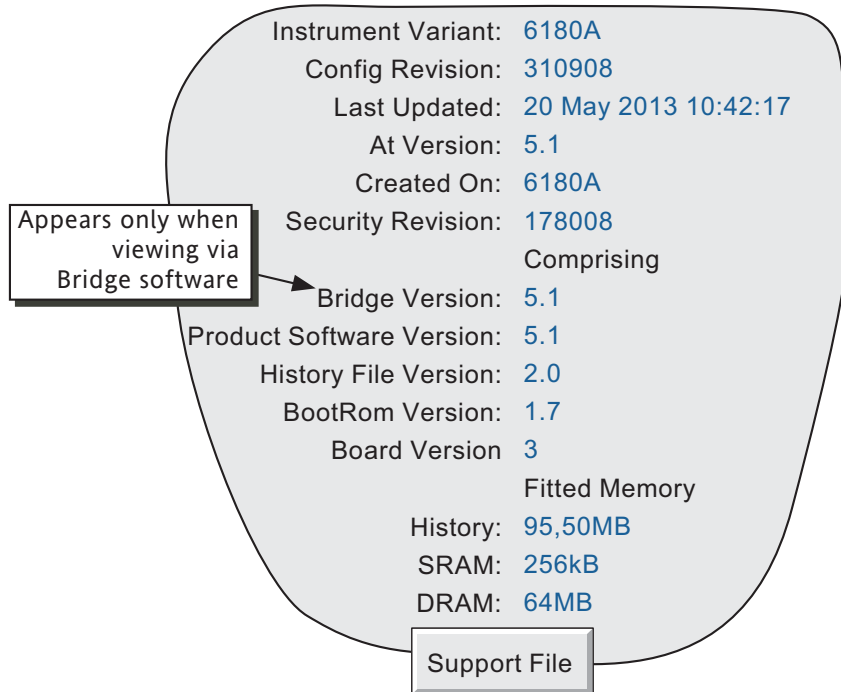 Instrument Variant: 6180A
Config Revision: 310908
Last Updated: 20 May 2013 10:42:17
At Version: 5.1
Created On: 6180A
Security Revision: 178008
Appears only when
viewing via
Bridge software
Comprising
Bridge Version: 5.1
Product Software Version: 5.1
History File Version: 2.0
BootRom Version: 1.7
Board Version 3
Fitted Memory
History: 95,50MB
SRAM: 256kB
DRAM: 64MB
Support File